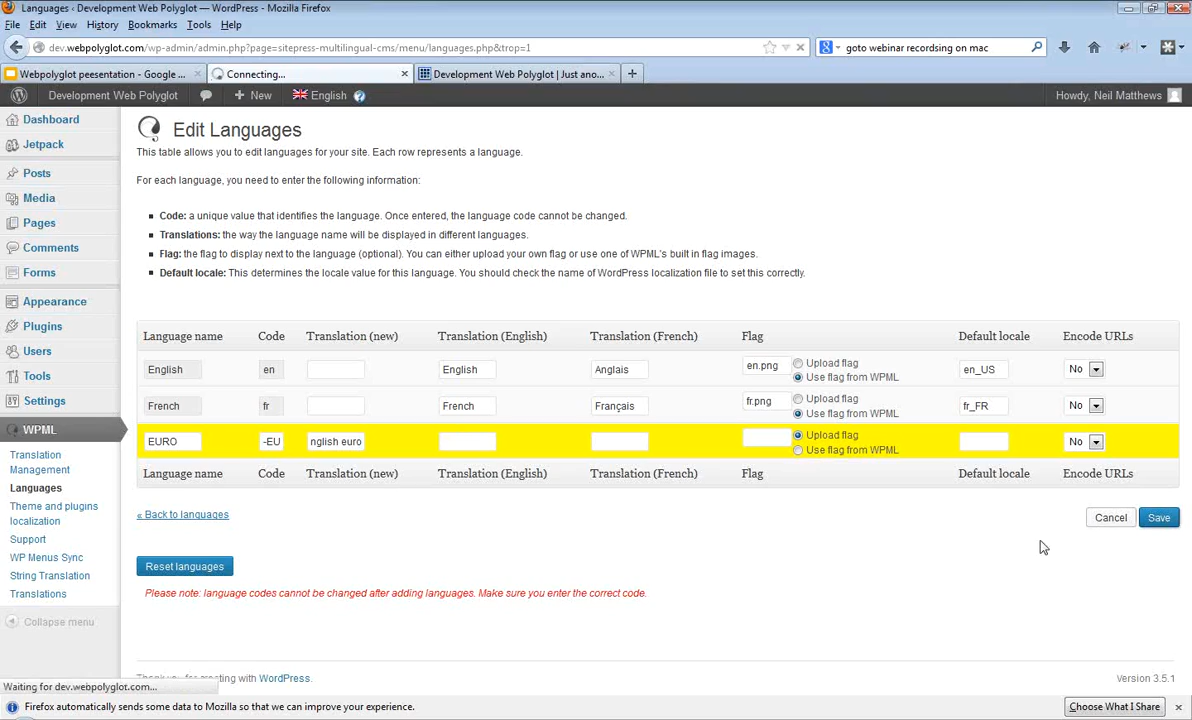 Languages ‹ Development Web Polyglot — WordPress - Mozilla Firefox
File Edit View History Bookmarks Tools Help
dev.webpolyglot.com/wp-admin/admin.php?page=sitepress-multilingual-cms/menu/languages.php&trop=1
goto webinar recordsing on mac
Webpolyglot peesentation - Google ...
Connecting...
Development Web Polyglot | Just ano...
Development Web Polyglot
New
English
Howdy, Neil Matthews
Dashboard
Jetpack
Posts
Media
Pages
Comments
Forms
Appearance
Plugins
Users
Tools
Settings
WPML
Translation
Management
Languages
Theme and plugins
localization
Support
WP Menus Sync
String Translation
Translations
Collapse menu
Edit Languages
This table allows you to edit languages for your site. Each row represents a language.
For each language, you need to enter the following information:
Code: a unique value that identifies the language. Once entered, the language code cannot be changed.
Translations: the way the language name will be displayed in different languages.
Flag: the flag to display next to the language (optional). You can either upload your own flag or use one of WPML's built in flag images.
Default locale: This determines the locale value for this language. You should check the name of WordPress localization file to set this correctly.
Language name Code Translation (new) Translation (English) Translation (French) Flag Default locale Encode URLs
English en English Anglais en.png Upload flag en_US No
Use flag from WPML
French fr French Français fr.png Upload flag fr_FR No
Use flag from WPML
EURO -EU nglish euro Upload flag No
Use flag from WPML
Language name Code Translation (new) Translation (English) Translation (French) Flag Default locale Encode URLs
« Back to languages
Cancel Save
Reset languages
Please note: language codes cannot be changed after adding languages. Make sure you enter the correct code.
with WordPress.
Version 3.5.1
Waiting for dev.webpolyglot.com...
Firefox automatically sends some data to Mozilla so that we can improve your experience.
Choose What I Share